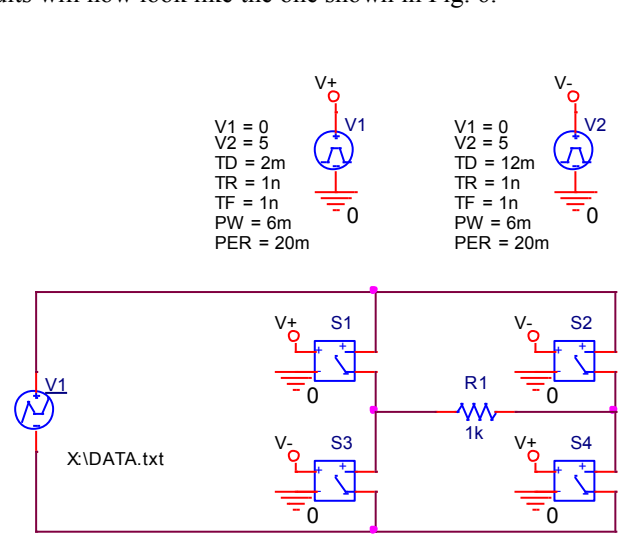 uits will now look like the one shown in Fig. 6.
V+
V-
V1
V2
V1 = 0
V2 = 5
TD = 2m
TR = 1n
TF = 1n
PW = 6m
PER = 20m
0
V1 = 0
V2 = 5
TD = 12m
TR = 1n
TF = 1n
PW = 6m
PER = 20m
0
V+
S1
0
V-
S2
0
V1
X:\DATA.txt
R1
1k
V-
S3
0
V+
S4
0